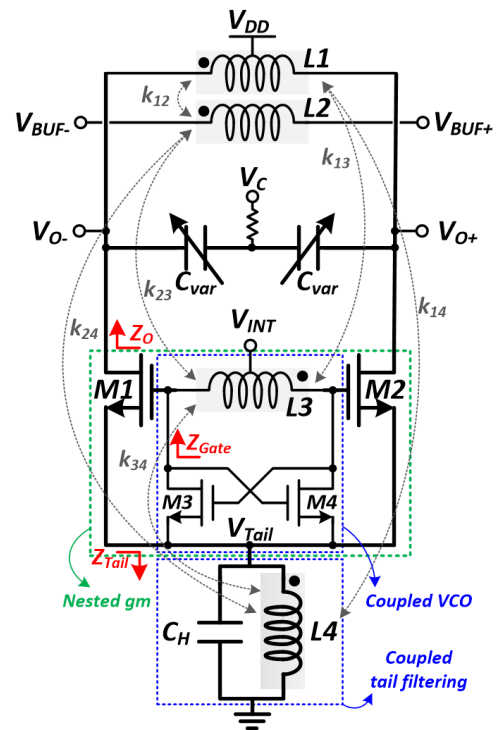 VDD
L1
k12
L2
VBUF-
VBUF+
k13
VC
VO-
VO+
Cvar
Cvar
k23
k24
k14
VINT
ZO
M1
M2
L3
ZGate
k34
M3
M4
VTail
ZTail
Nested gm
Coupled VCO
CH
L4
Coupled
tail filtering